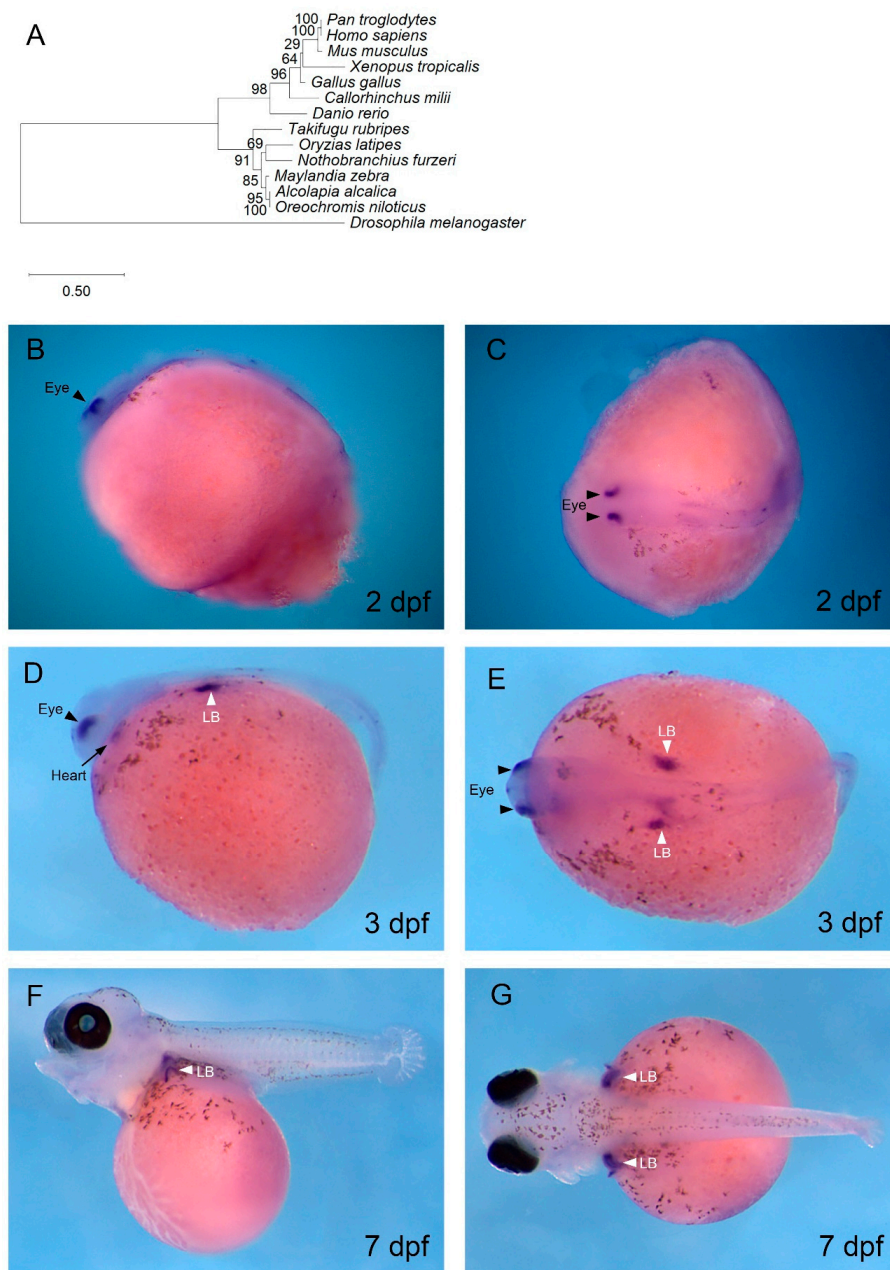 A
100
Pan troglodytes
100
Homo sapiens
29
Mus musculus
64
Xenopus tropicalis
96
Gallus gallus
98
Callorhinchus milii
Danio rerio
Takifugu rubripes
69
Oryzias latipes
91
Nothobranchius furzeri
85
Maylandia zebra
95
Alcolapia alcalica
100
Oreochromis niloticus
Drosophila melanogaster
0.50
B
Eye
2 dpf
C
Eye
2 dpf
D
Eye
LB
Heart
3 dpf
E
LB
Eye
LB
3 dpf
F
LB
7 dpf
G
LB
LB
7 dpf